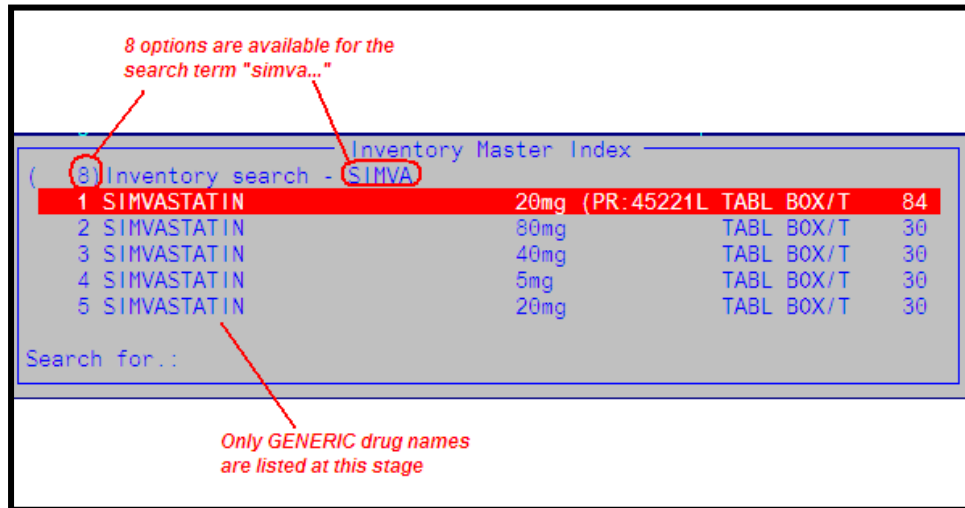 8 options are available for the
search term "simva..."
Inventory Master Index
( 8)Inventory search - SIMVA
1 SIMVASTATIN 20mg (PR:45221L TABL BOX/T 84
2 SIMVASTATIN 80mg TABL BOX/T 30
3 SIMVASTATIN 40mg TABL BOX/T 30
4 SIMVASTATIN 5mg TABL BOX/T 30
5 SIMVASTATIN 20mg TABL BOX/T 30
Search for.:
Only GENERIC drug names
are listed at this stage